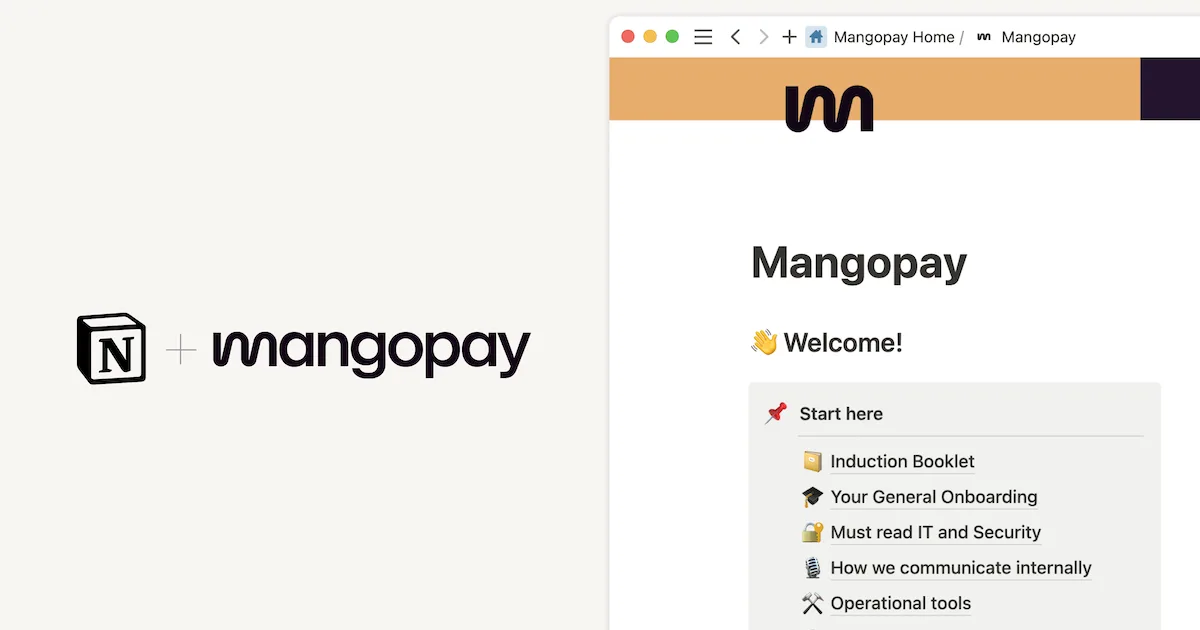 N + mangopay
Mangopay Home / m Mangopay
m
Mangopay
👋 Welcome!
📌 Start here
Induction Booklet
Your General Onboarding
Must read IT and Security
How we communicate internally
Operational tools